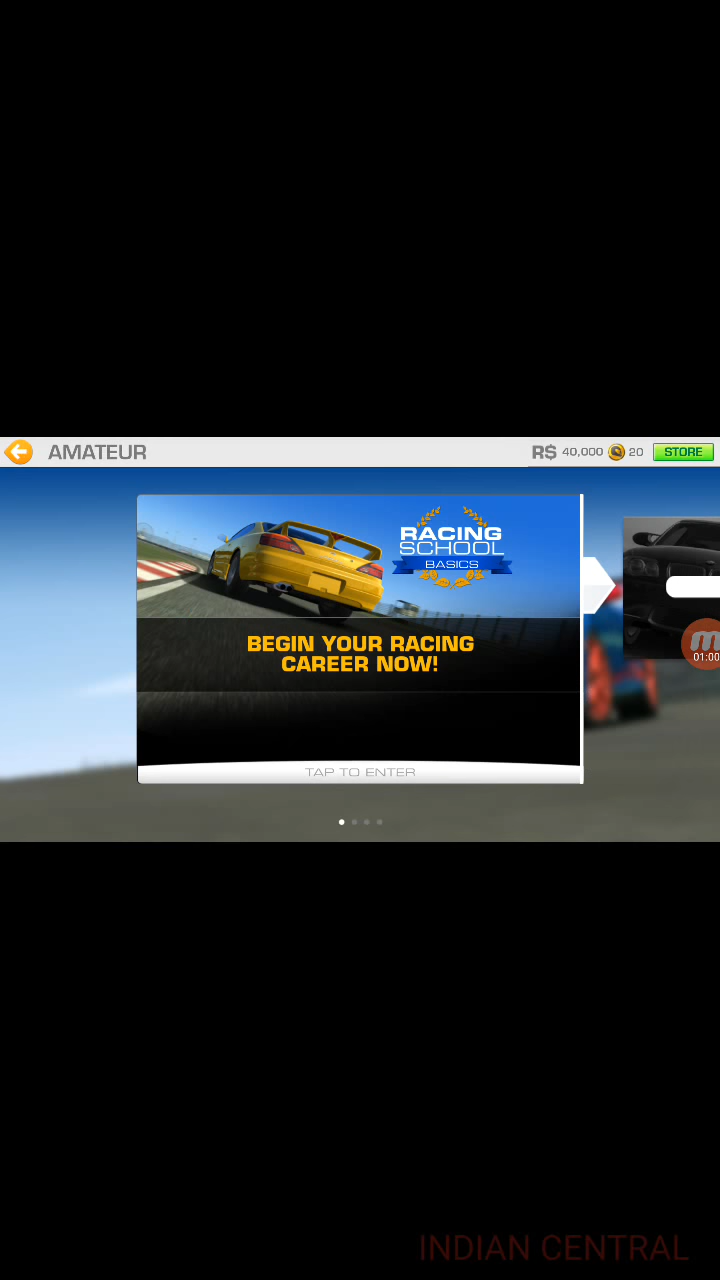 AMATEUR
R$ 40,000 20 STORE
RACING
SCHOOL
BASICS
BEGIN YOUR RACING
CAREER NOW!
01:00
TAP TO ENTER
INDIAN CENTRAL